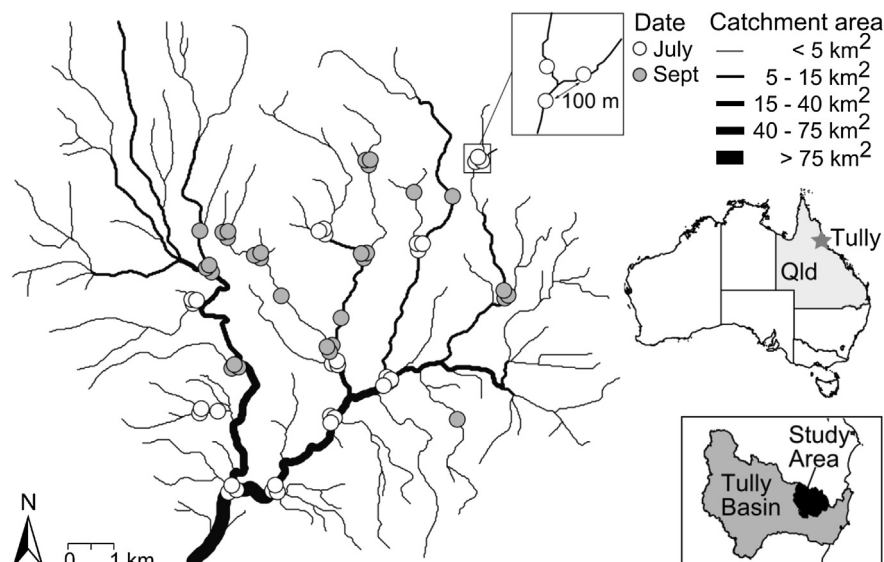 Date
July
Sept
Catchment area
< 5 km²
5 - 15 km²
15 - 40 km²
40 - 75 km²
> 75 km²
100 m
Tully
Qld
Study
Area
Tully
Basin
N
0 1 km